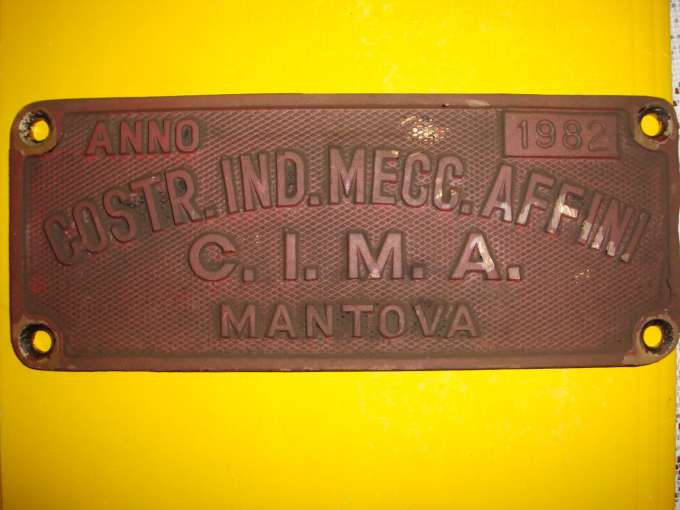 ANNO 1982
COSTR. IND. MECC. AFFINI
C. I. M. A.
MANTOVA